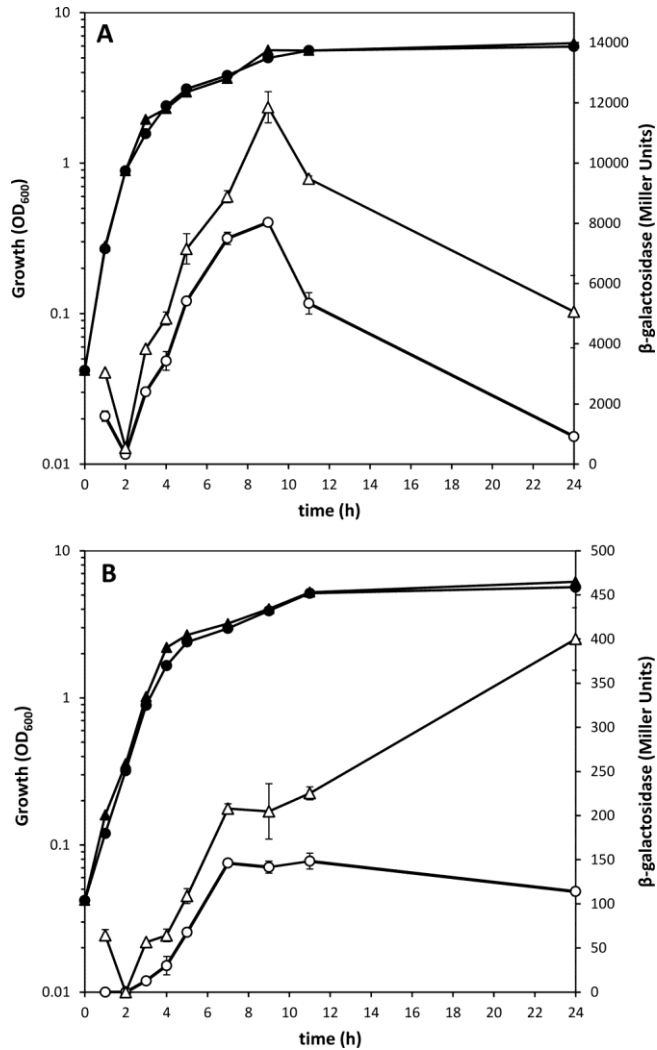 A
10
1
0.1
0.01
Growth (OD600)
14000
12000
10000
8000
6000
4000
2000
0
β-galactosidase (Miller Units)
0 2 4 6 8 10 12 14 16 18 20 22 24
time (h)
B
10
1
0.1
0.01
Growth (OD600)
500
450
400
350
300
250
200
150
100
50
0
β-galactosidase (Miller Units)
0 2 4 6 8 10 12 14 16 18 20 22 24
time (h)